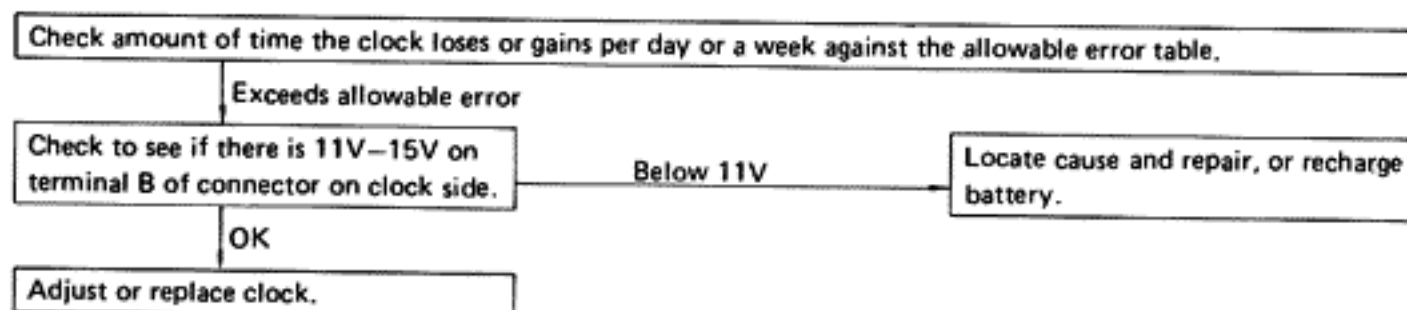 Check amount of time the clock loses or gains per day or a week against the allowable error table.
Exceeds allowable error
Check to see if there is 11V–15V on
terminal B of connector on clock side.
Below 11V
Locate cause and repair, or recharge
battery.
OK
Adjust or replace clock.